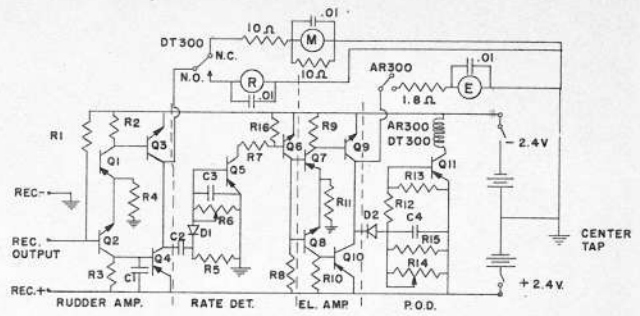 .01
10 Ω
M
DT300
N.C.
10 Ω
N.O.
R
.01
AR300
1.8 Ω
.01
E
R1
R2
Q3
Q1
R4
R16
R7
Q5
C3
R6
D1
Q6
R9
Q7
Q9
R11
AR300
DT300
Q11
R13
R12
D2
C4
R15
R14
− 2.4V
REC−
REC.
OUTPUT
Q2
R3
C1
Q4
C2
R5
R8
Q8
R10
Q10
CENTER
TAP
+ 2.4V.
REC.+
RUDDER AMP.
RATE DET.
EL. AMP.
P.O.D.